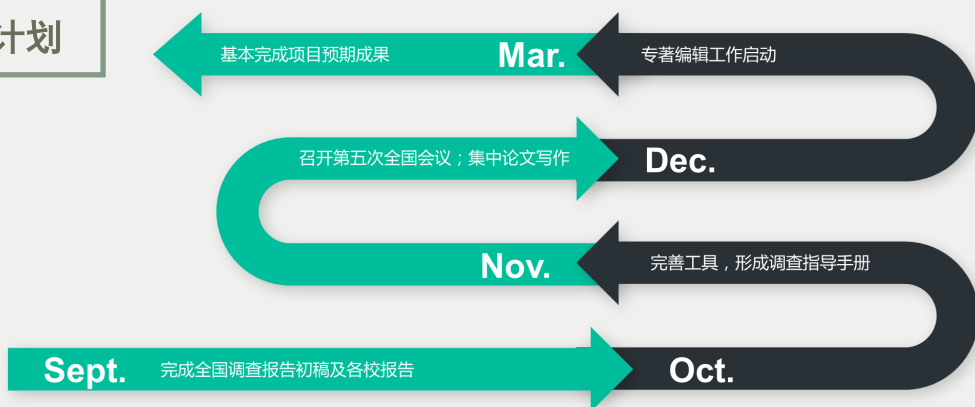 计划
基本完成项目预期成果 Mar. 专著编辑工作启动
召开第五次全国会议；集中论文写作 Dec.
Nov. 完善工具，形成调查指导手册
Sept. 完成全国调查报告初稿及各校报告 Oct.